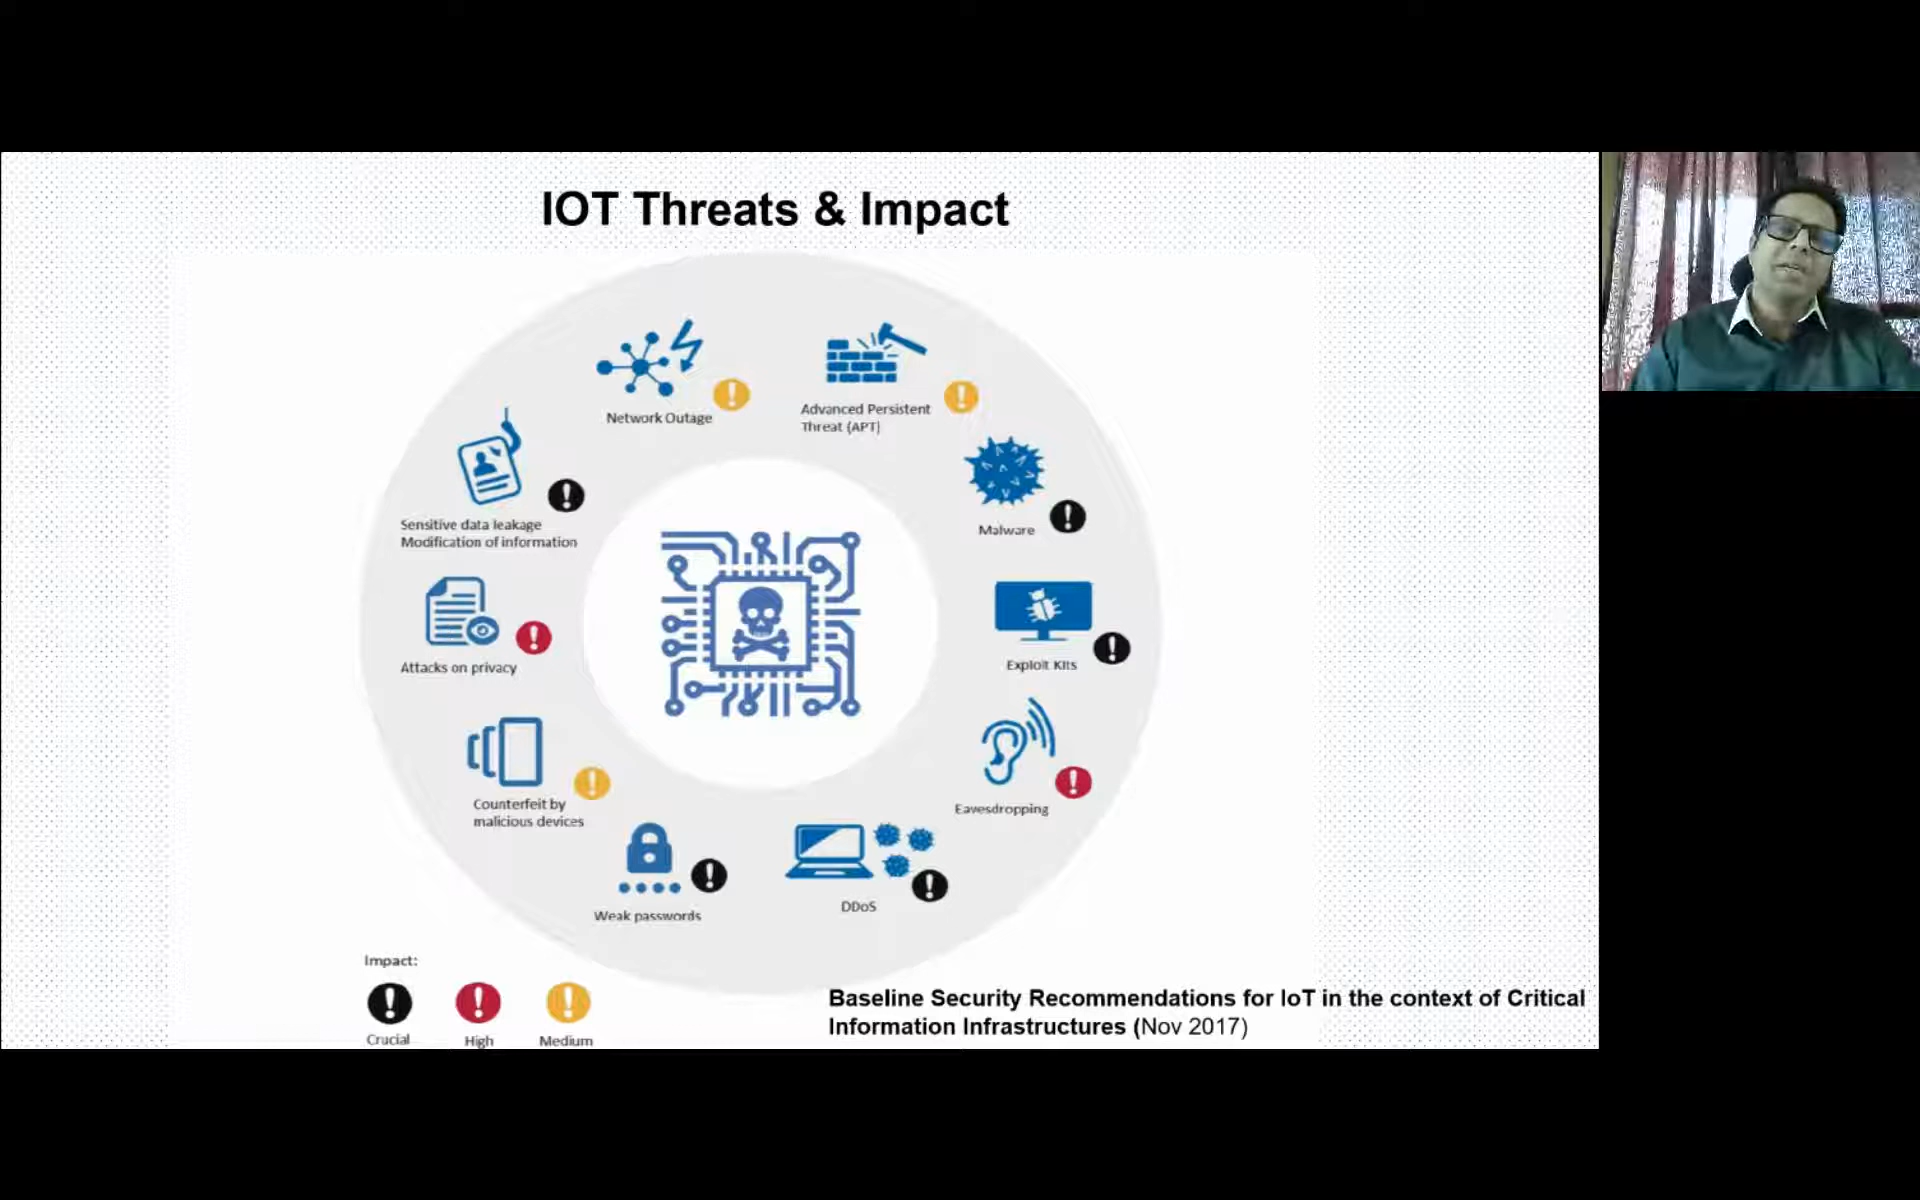 IOT Threats & Impact
Network Outage
Advanced Persistent
Threat (APT)
Malware
Sensitive data leakage
Modification of information
Exploit Kits
Attacks on privacy
Eavesdropping
Counterfeit by
malicious devices
DDoS
Weak passwords
Impact:
Crucial
High
Medium
Baseline Security Recommendations for IoT in the context of Critical
Information Infrastructures (Nov 2017)